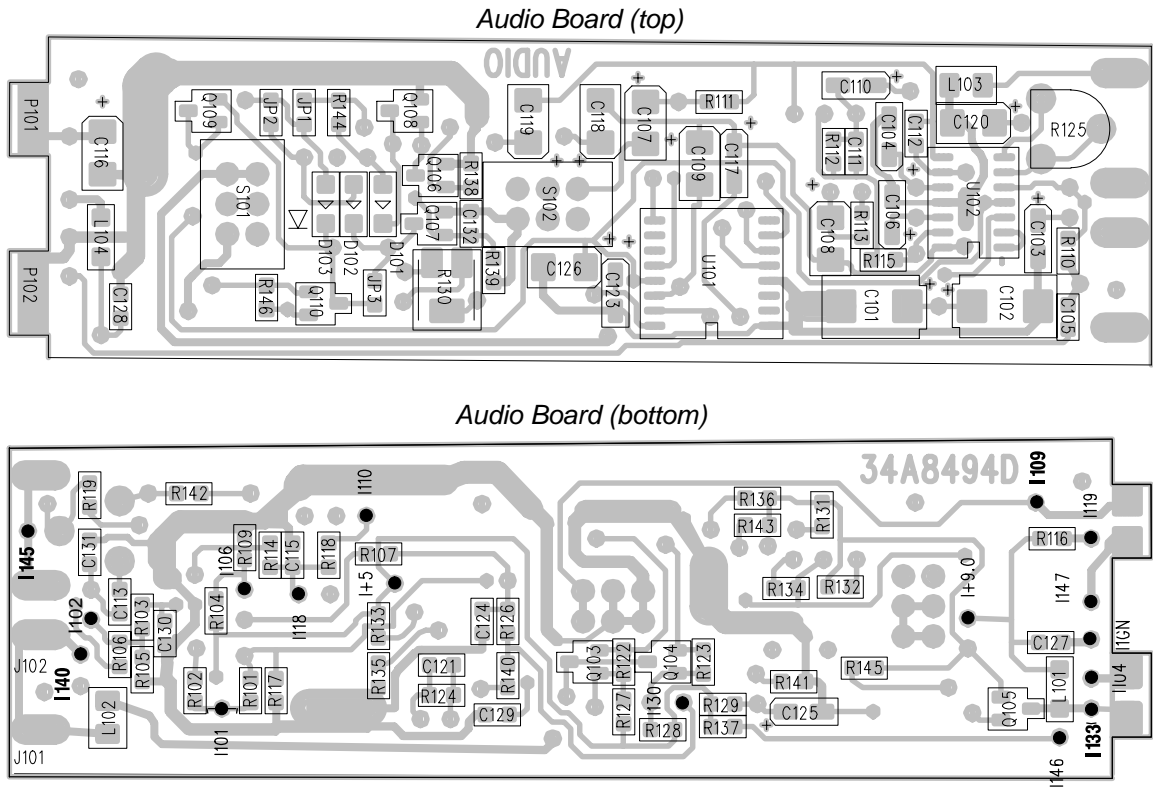 Audio Board (top)
AUDIO
P101
P102
C116
L104
C128
Q109
JP2
JP1
R144
Q108
S101
R146
Q110
D103
D102
D101
JP3
Q106
R138
Q107
C132
R139
R130
C119
C118
C107
R111
S102
C126
C123
C109
C117
U101
C110
L103
C120
R125
R112
C111
C104
C112
U102
C108
R113
C106
R115
C103
R110
C101
C102
C105
Audio Board (bottom)
34A8494D
I145
R119
R142
C131
I102
C113
R103
C130
R106
R105
J102
I140
L102
J101
I106
R109
R114
C115
R118
R104
I118
I110
R107
I+5
R133
R135
R102
R101
R117
I101
C124
R126
C121
R124
R140
C129
Q103
R122
Q104
R123
R127
I130
R128
R129
R137
R136
R143
R131
R134
R132
R141
C125
R145
I+9.0
I109
I119
R116
I147
IIGN
C127
L101
IIU4
Q105
I133
I146